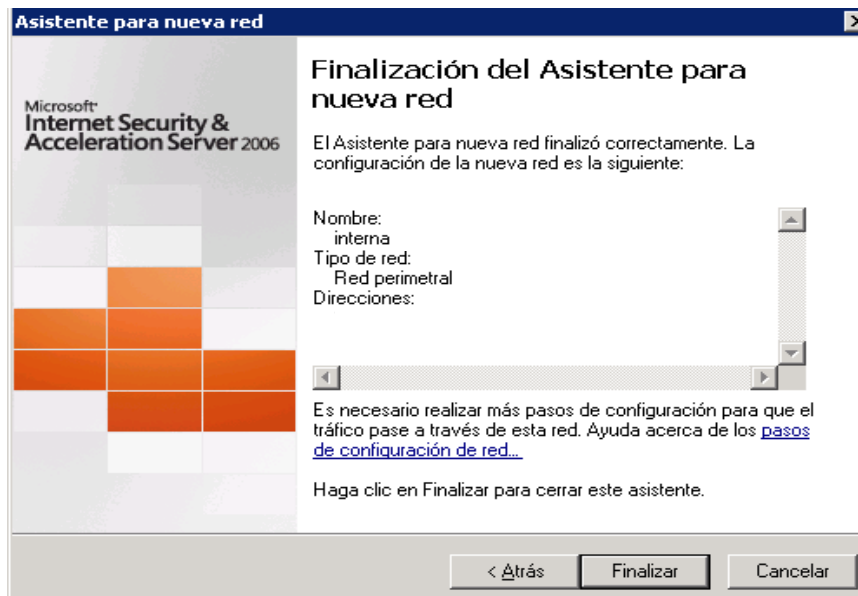 Asistente para nueva red
Microsoft
Internet Security &
Acceleration Server 2006
Finalización del Asistente para
nueva red
El Asistente para nueva red finalizó correctamente. La
configuración de la nueva red es la siguiente:
Nombre:
interna
Tipo de red:
Red perimetral
Direcciones:
Es necesario realizar más pasos de configuración para que el
tráfico pase a través de esta red. Ayuda acerca de los pasos
de configuración de red...
Haga clic en Finalizar para cerrar este asistente.
< Atrás
Finalizar
Cancelar